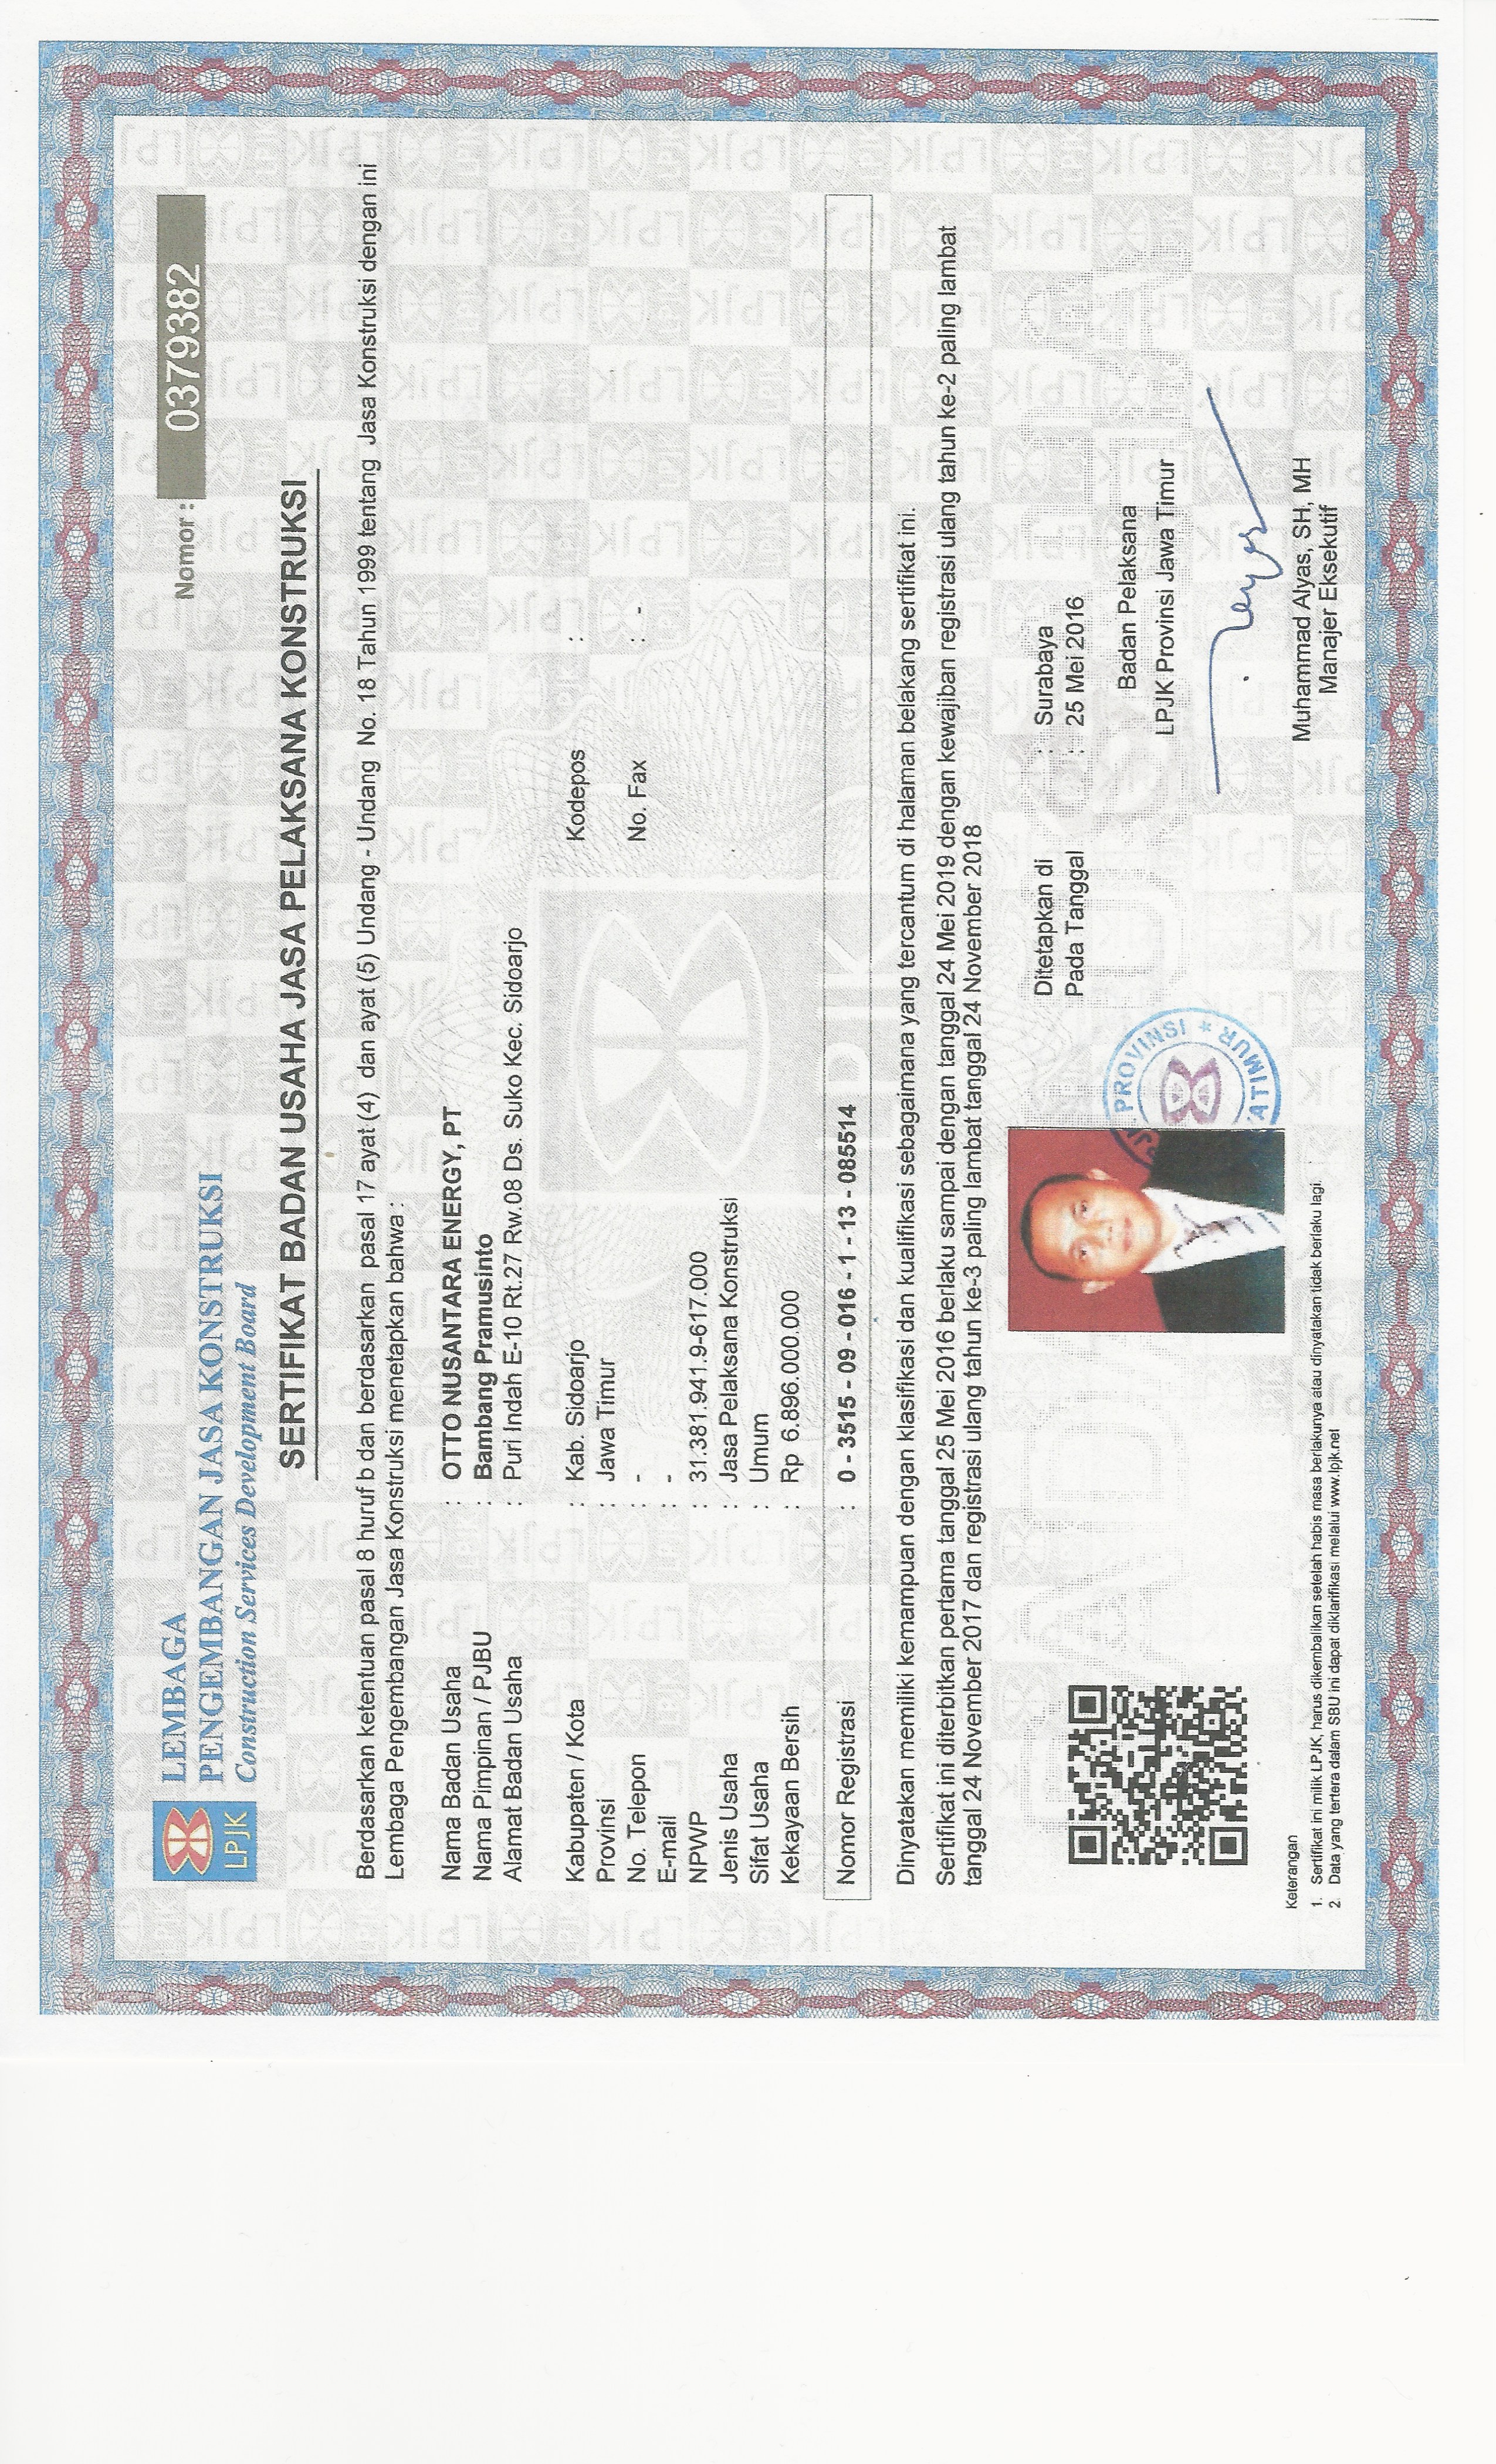 LPJK
LEMBAGA
PENGEMBANGAN JASA KONSTRUKSI
Construction Services Development Board
Nomor : 0379382
SERTIFIKAT BADAN USAHA JASA PELAKSANA KONSTRUKSI
Berdasarkan ketentuan pasal 8 huruf b dan berdasarkan pasal 17 ayat (4) dan ayat (5) Undang - Undang No. 18 Tahun 1999 tentang Jasa Konstruksi dengan ini
Lembaga Pengembangan Jasa Konstruksi menetapkan bahwa :
Nama Badan Usaha : OTTO NUSANTARA ENERGY, PT
Nama Pimpinan / PJBU : Bambang Pramusinto
Alamat Badan Usaha : Puri Indah E-10 Rt.27 Rw.08 Ds. Suko Kec. Sidoarjo
Kabupaten / Kota : Kab. Sidoarjo Kodepos :
Provinsi : Jawa Timur
No. Telepon : - No. Fax : -
E-mail : -
NPWP : 31.381.941.9-617.000
Jenis Usaha : Jasa Pelaksana Konstruksi
Sifat Usaha : Umum
Kekayaan Bersih : Rp 6.896.000.000
Nomor Registrasi : 0 - 3515 - 09 - 016 - 1 - 13 - 085514
Dinyatakan memiliki kemampuan dengan klasifikasi dan kualifikasi sebagaimana yang tercantum di halaman belakang sertifikat ini.
Sertifikat ini diterbitkan pertama tanggal 25 Mei 2016 berlaku sampai dengan tanggal 24 Mei 2019 dengan kewajiban registrasi ulang tahun ke-2 paling lambat
tanggal 24 November 2017 dan registrasi ulang tahun ke-3 paling lambat tanggal 24 November 2018
Ditetapkan di : Surabaya
Pada Tanggal : 25 Mei 2016
Badan Pelaksana
LPJK Provinsi Jawa Timur
PROVINSI * ATIMUR
Muhammad Alyas, SH, MH
Manajer Eksekutif
Keterangan
1. Sertifikat ini milik LPJK, harus dikembalikan setelah habis masa berlakunya atau dinyatakan tidak berlaku lagi.
2. Data yang tertera dalam SBU ini dapat diklarifikasi melalui www.lpjk.net